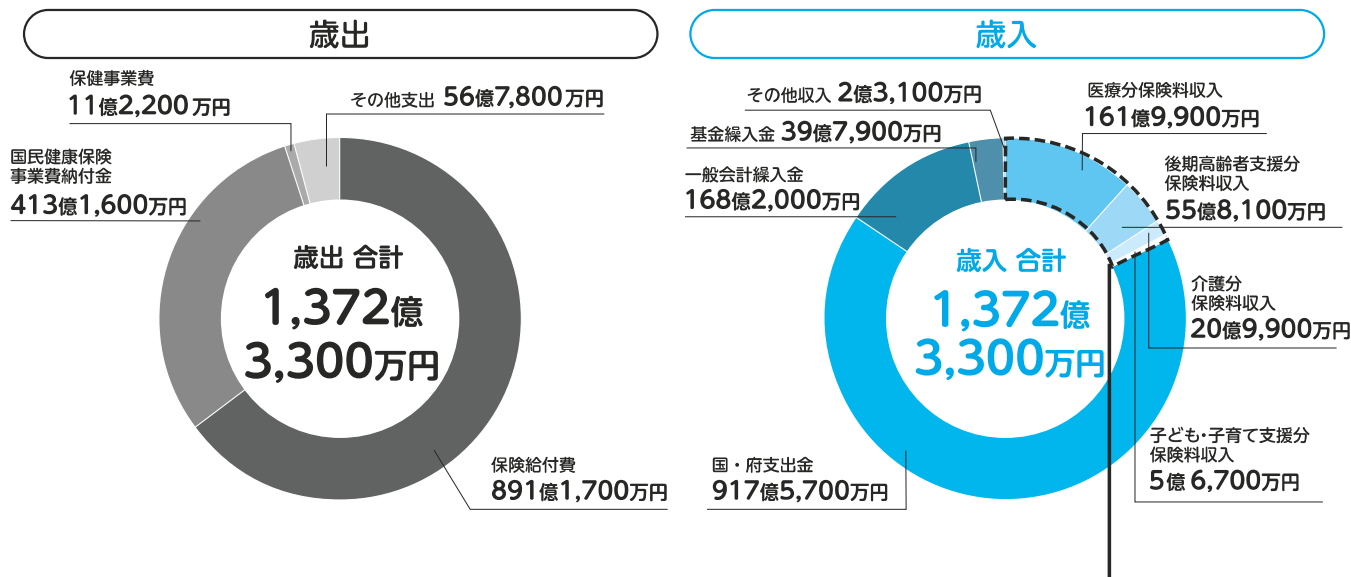 歳出
保健事業費
11億2,200万円
その他支出 56億7,800万円
国民健康保険
事業費納付金
413億1,600万円
歳出 合計
1,372億
3,300万円
保険給付費
891億1,700万円
歳入
その他収入 2億3,100万円
基金繰入金 39億7,900万円
一般会計繰入金
168億2,000万円
医療分保険料収入
161億9,900万円
後期高齢者支援分
保険料収入
55億8,100万円
介護分
保険料収入
20億9,900万円
歳入 合計
1,372億
3,300万円
子ども・子育て支援分
保険料収入
5億 6,700万円
国・府支出金
917億5,700万円